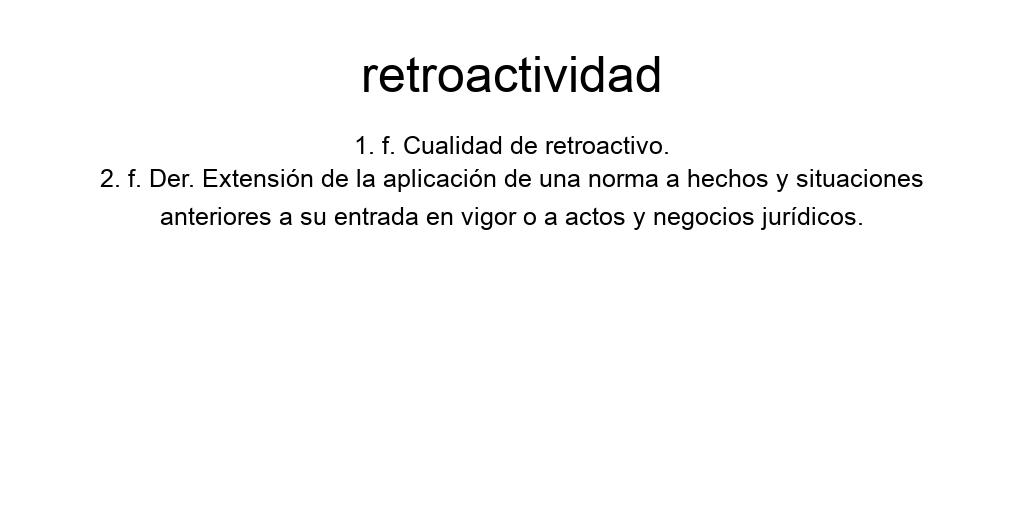 retroactividad
1. f. Cualidad de retroactivo.
2. f. Der. Extensión de la aplicación de una norma a hechos y situaciones
anteriores a su entrada en vigor o a actos y negocios jurídicos.